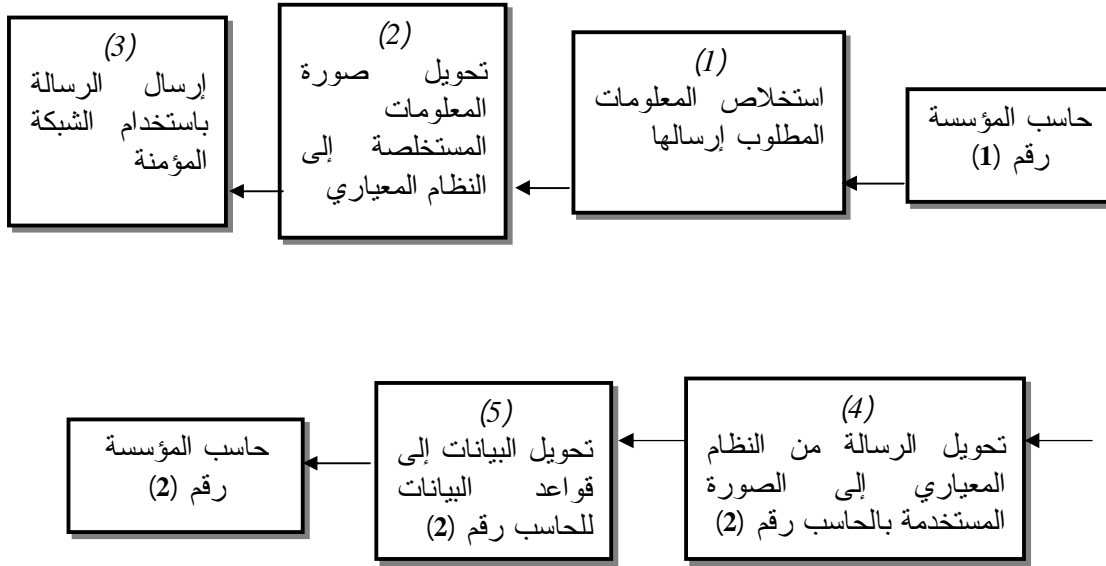 حاسب المؤسسة
رقم (1)
(1)
استخلاص المعلومات
المطلوب إرسالها
(2)
تحويل صورة
المعلومات
المستخلصة إلى
النظام المعياري
(3)
إرسال الرسالة
باستخدام الشبكة
المؤمنة
(4)
تحويل الرسالة من النظام
المعياري إلى الصورة
المستخدمة بالحاسب رقم (2)
(5)
تحويل البيانات إلى
قواعد البيانات
للحاسب رقم (2)
حاسب المؤسسة
رقم (2)